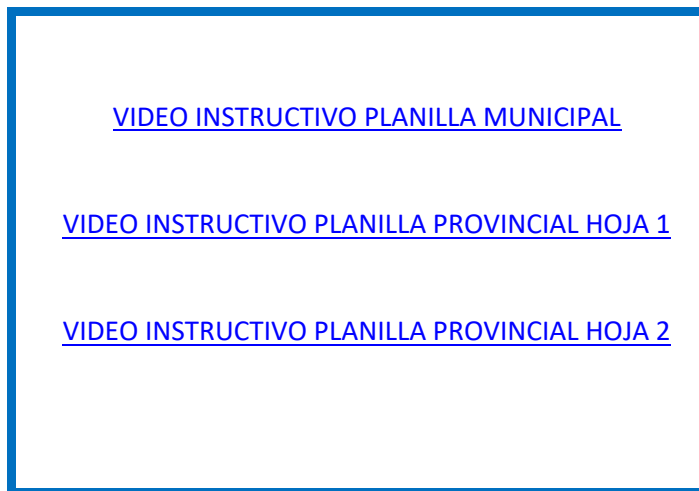 VIDEO INSTRUCTIVO PLANILLA MUNICIPAL
VIDEO INSTRUCTIVO PLANILLA PROVINCIAL HOJA 1
VIDEO INSTRUCTIVO PLANILLA PROVINCIAL HOJA 2